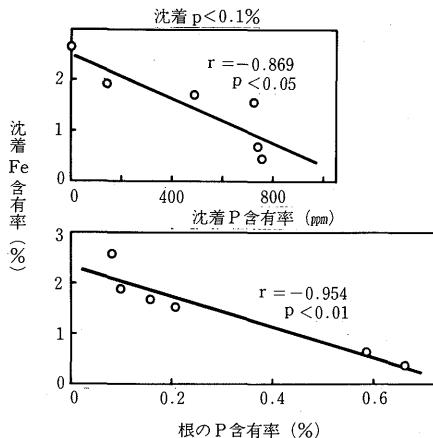 沈着 p<0.1%
r=-0.869
p<0.05
2
1
0
0
400
800
沈着P含有率 (ppm)
沈着Fe含有率(%)
3
2
1
0
r=-0.954
p<0.01
0
0.2
0.4
0.6
根のP含有率(%)